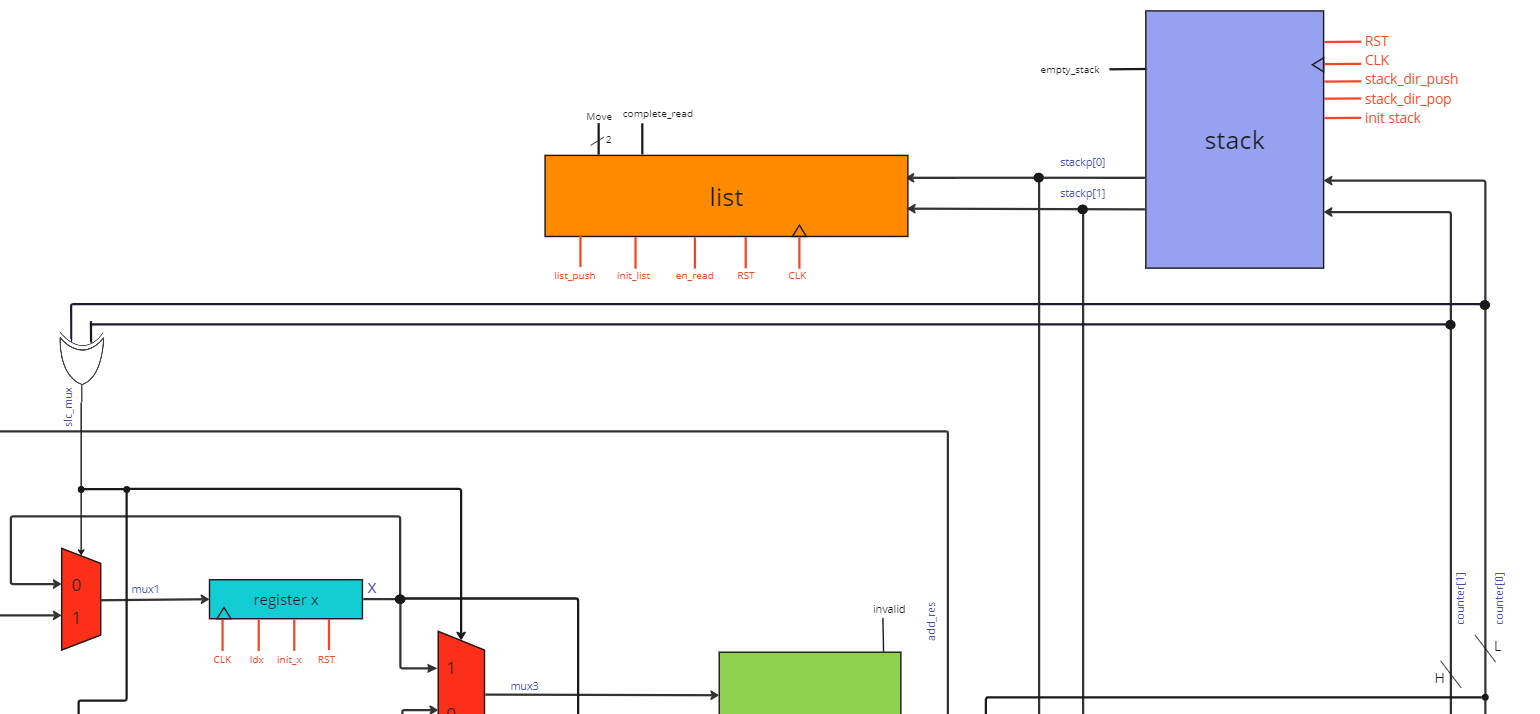 RST
CLK
stack_dir_push
stack_dir_pop
init stack
empty_stack
stack
Move
complete_read
2
list
stackp[0]
stackp[1]
list_push
init_list
en_read
RST
CLK
slc_mux
0
1
mux1
register x
X
CLK
ldx
init_x
RST
1
0
mux3
invalid
add_res
counter[1]
counter[0]
L
H